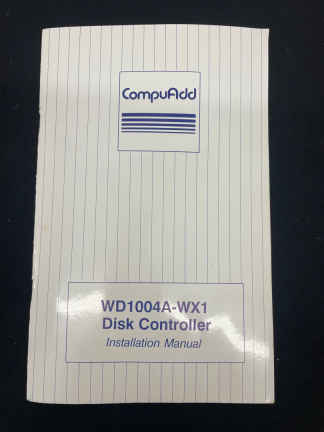 CompuAdd
WD1004A-WX1
Disk Controller
Installation Manual